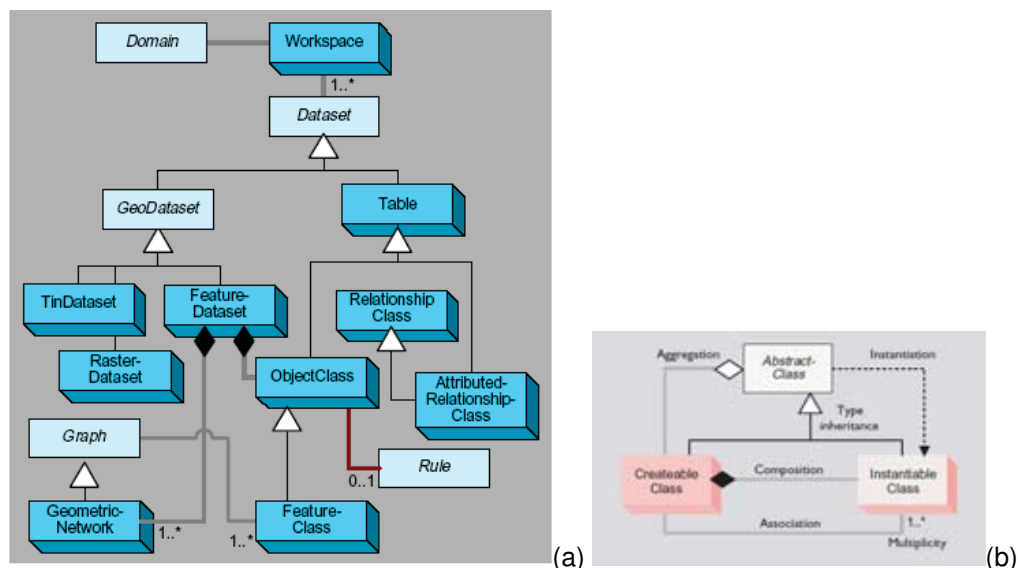 Domain
Workspace
1..*
Dataset
GeoDataset
Table
TinDataset
Feature-
Dataset
Relationship
Class
Raster-
Dataset
ObjectClass
Attributed-
Relationship-
Class
Graph
Rule
0..1
Geometric-
Network
1..*
1..*
Feature-
Class
(a)
Aggregation
Abstract-
Class
Instantiation
Type
inheritance
Createable
Class
Composition
Instantiable
Class
Association
1..*
Multiplicity
(b)